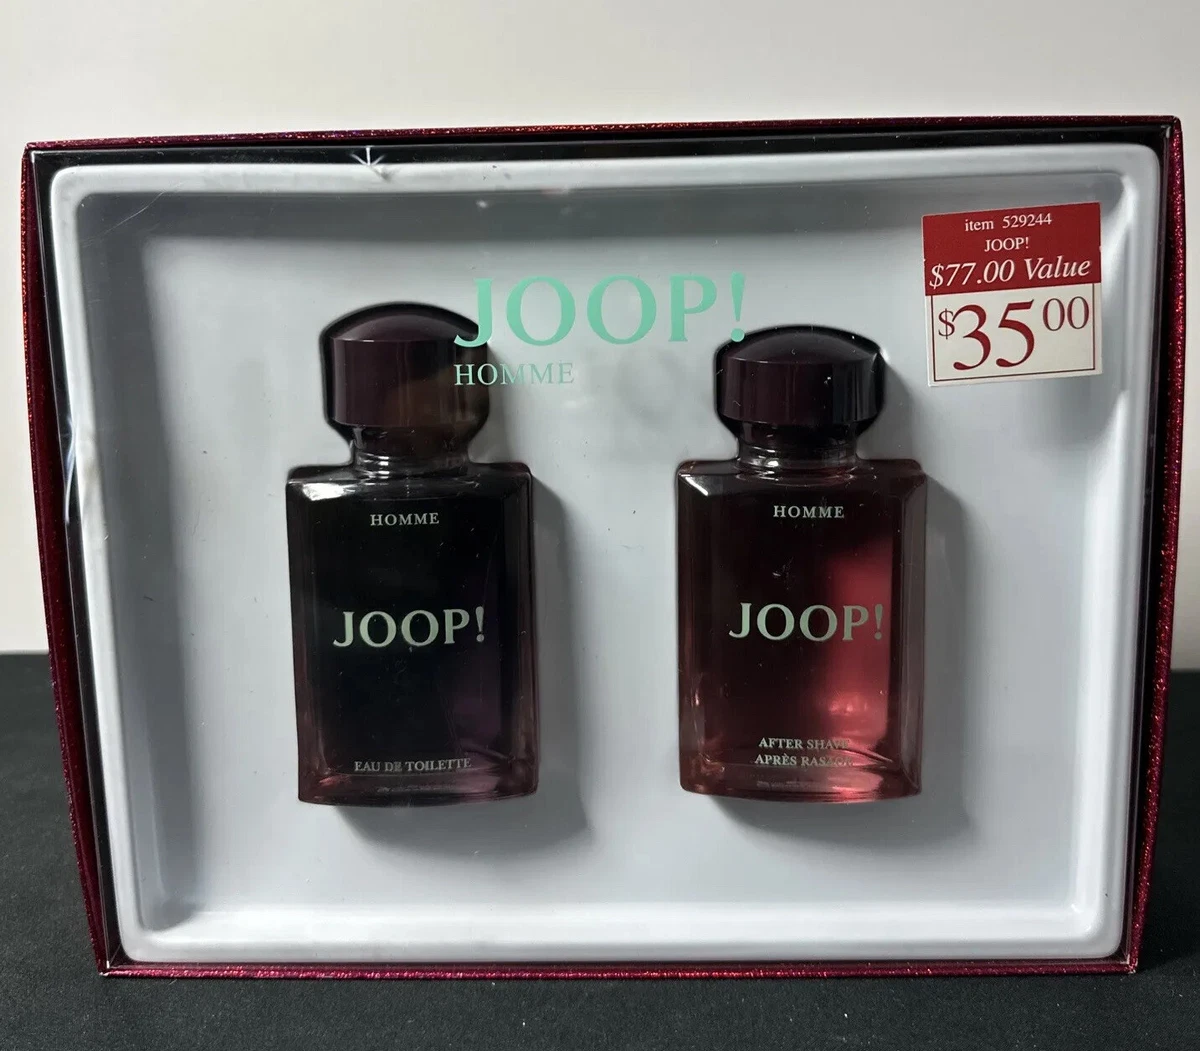 item 529244
JOOP!
$77.00 Value
$35.00
JOOP!
HOMME
HOMME
JOOP!
EAU DE TOILETTE
HOMME
JOOP!
AFTER SHAVE
APRÈS RASAGE